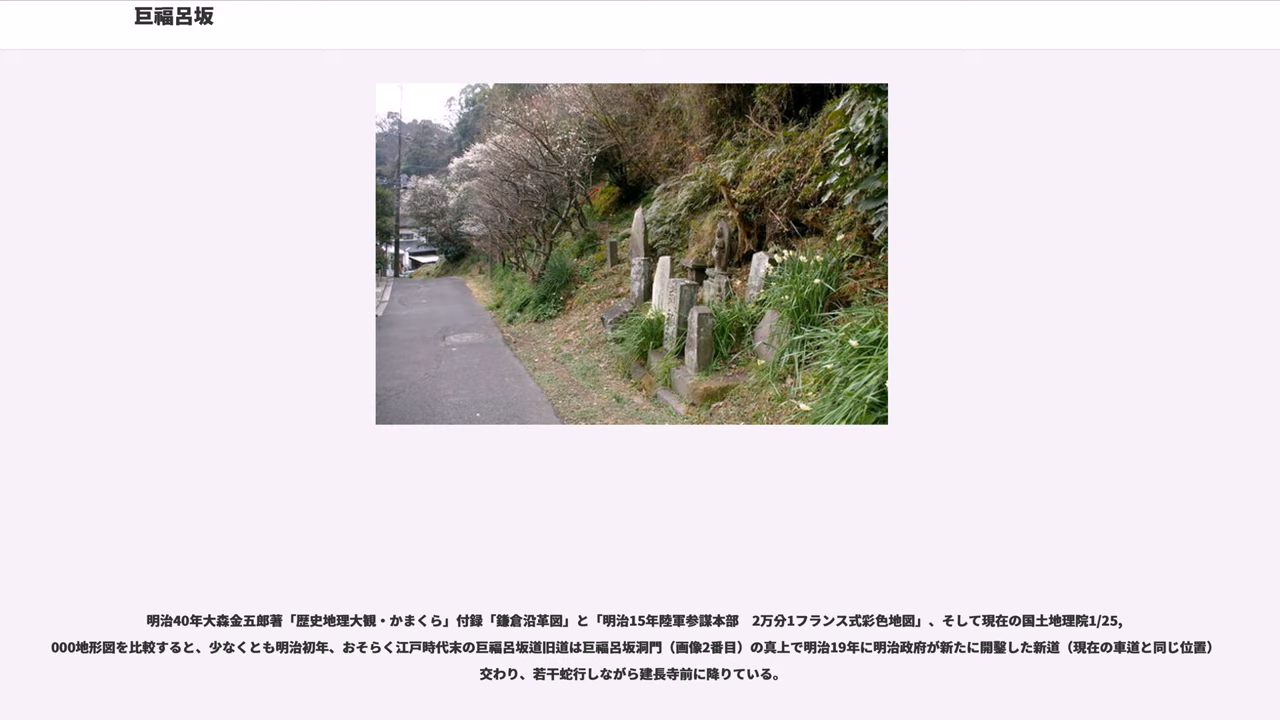 巨福呂坂
明治40年大森金五郎著「歴史地理大観・かまくら」付録「鎌倉沿革図」と「明治15年陸軍参謀本部　2万分1フランス式彩色地図」、そして現在の国土地理院1/25,
000地形図を比較すると、少なくとも明治初年、おそらく江戸時代末の巨福呂坂道旧道は巨福呂坂洞門（画像2番目）の真上で明治19年に明治政府が新たに開鑿した新道（現在の車道と同じ位置）
交わり、若干蛇行しながら建長寺前に降りている。